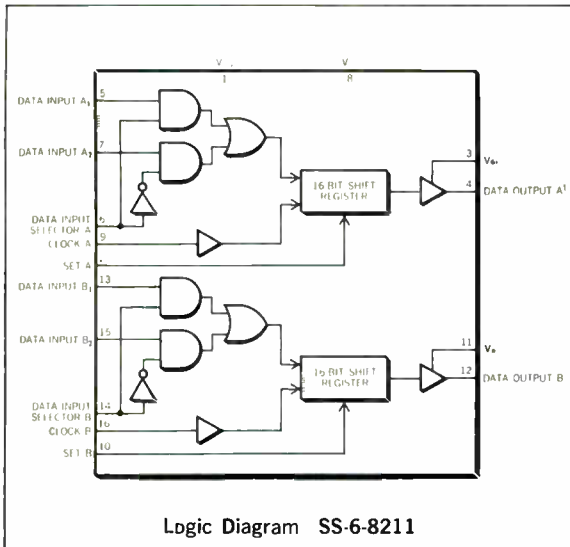 V
V
1
8
DATA INPUT A₁ 5
DATA INPUT A₂ 7
3
4 DATA OUTPUT A
16 BIT SHIFT
REGISTER
DATA INPUT 6
SELECTOR A
CLOCK A 9
SET A
DATA INPUT B₁ 13
DATA INPUT B₂ 15
11
12 DATA OUTPUT B
16 BIT SHIFT
REGISTER
DATA INPUT 14
SELECTOR B
CLOCK B 16
SET B 10
Logic Diagram SS-6-8211